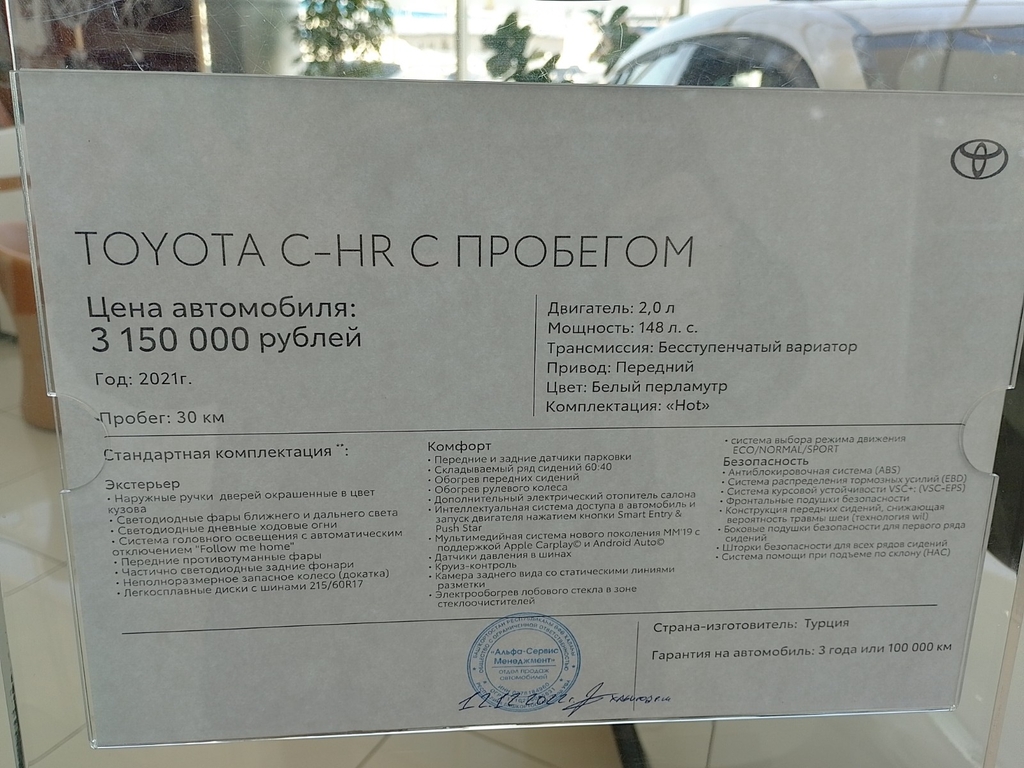 TOYOTA C-HR С ПРОБЕГОМ
Цена автомобиля:
3 150 000 рублей
Год: 2021г.
Пробег: 30 км
Двигатель: 2,0 л
Мощность: 148 л. с.
Трансмиссия: Бесступенчатый вариатор
Привод: Передний
Цвет: Белый перламутр
Комплектация: «Hot»
Стандартная комплектация **:
Экстерьер
• Наружные ручки дверей окрашенные в цвет
кузова
• Светодиодные фары ближнего и дальнего света
• Светодиодные дневные ходовые огни
• Система головного освещения с автоматическим
отключением "Follow me home"
• Передние противотуманные фары
• Частично светодиодные задние фонари
• Неполноразмерное запасное колесо (докатка)
• Легкосплавные диски с шинами 215/60R17
Комфорт
• Передние и задние датчики парковки
• Складываемый ряд сидений 60:40
• Обогрев передних сидений
• Обогрев рулевого колеса
• Дополнительный электрический отопитель салона
• Интеллектуальная система доступа в автомобиль и
запуск двигателя нажатием кнопки Smart Entry &
Push Star
• Мультимедийная система нового поколения ММ'19 с
поддержкой Apple Carplay© и Android Auto©
• Датчики давления в шинах
• Круиз-контроль
• Камера заднего вида со статическими линиями
разметки
• Электрообогрев лобового стекла в зоне
стеклоочистителей
• система выбора режима движения
ECO/NORMAL/SPORT
Безопасность
• Антиблокировочная система (ABS)
• Система распределения тормозных усилий (EBD)
• Система курсовой устойчивости VSC+; (VSC-EPS)
• Фронтальные подушки безопасности
• Конструкция передних сидений, снижающая
вероятность травмы шеи (технология wil)
• Боковые подушки безопасности для первого ряда
сидений
• Шторки безопасности для всех рядов сидений
• Система помощи при подъеме по склону (HAC)
«Альфа-Сервис
Менеджмент»
отдел продаж
автомобилей
12.12.2022г.
Страна-изготовитель: Турция
Гарантия на автомобиль: 3 года или 100 000 км